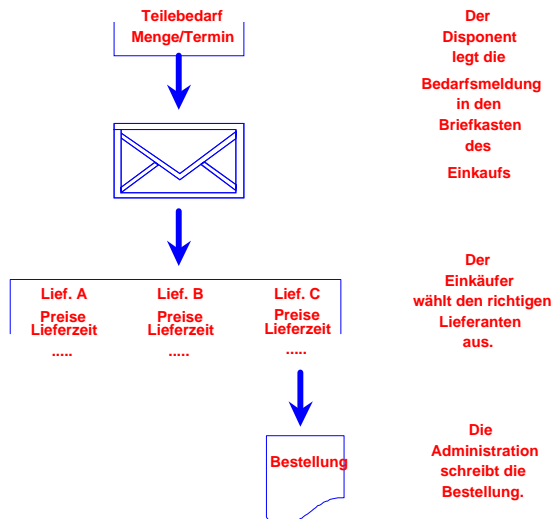 Teilebedarf
Menge/Termin
Der
Disponent
legt die
Bedarfsmeldung
in den
Briefkasten
des
Einkaufs
Lief. A
Preise
Lieferzeit
.....
Lief. B
Preise
Lieferzeit
.....
Lief. C
Preise
Lieferzeit
.....
Der
Einkäufer
wählt den richtigen
Lieferanten
aus.
Bestellung
Die
Administration
schreibt die
Bestellung.